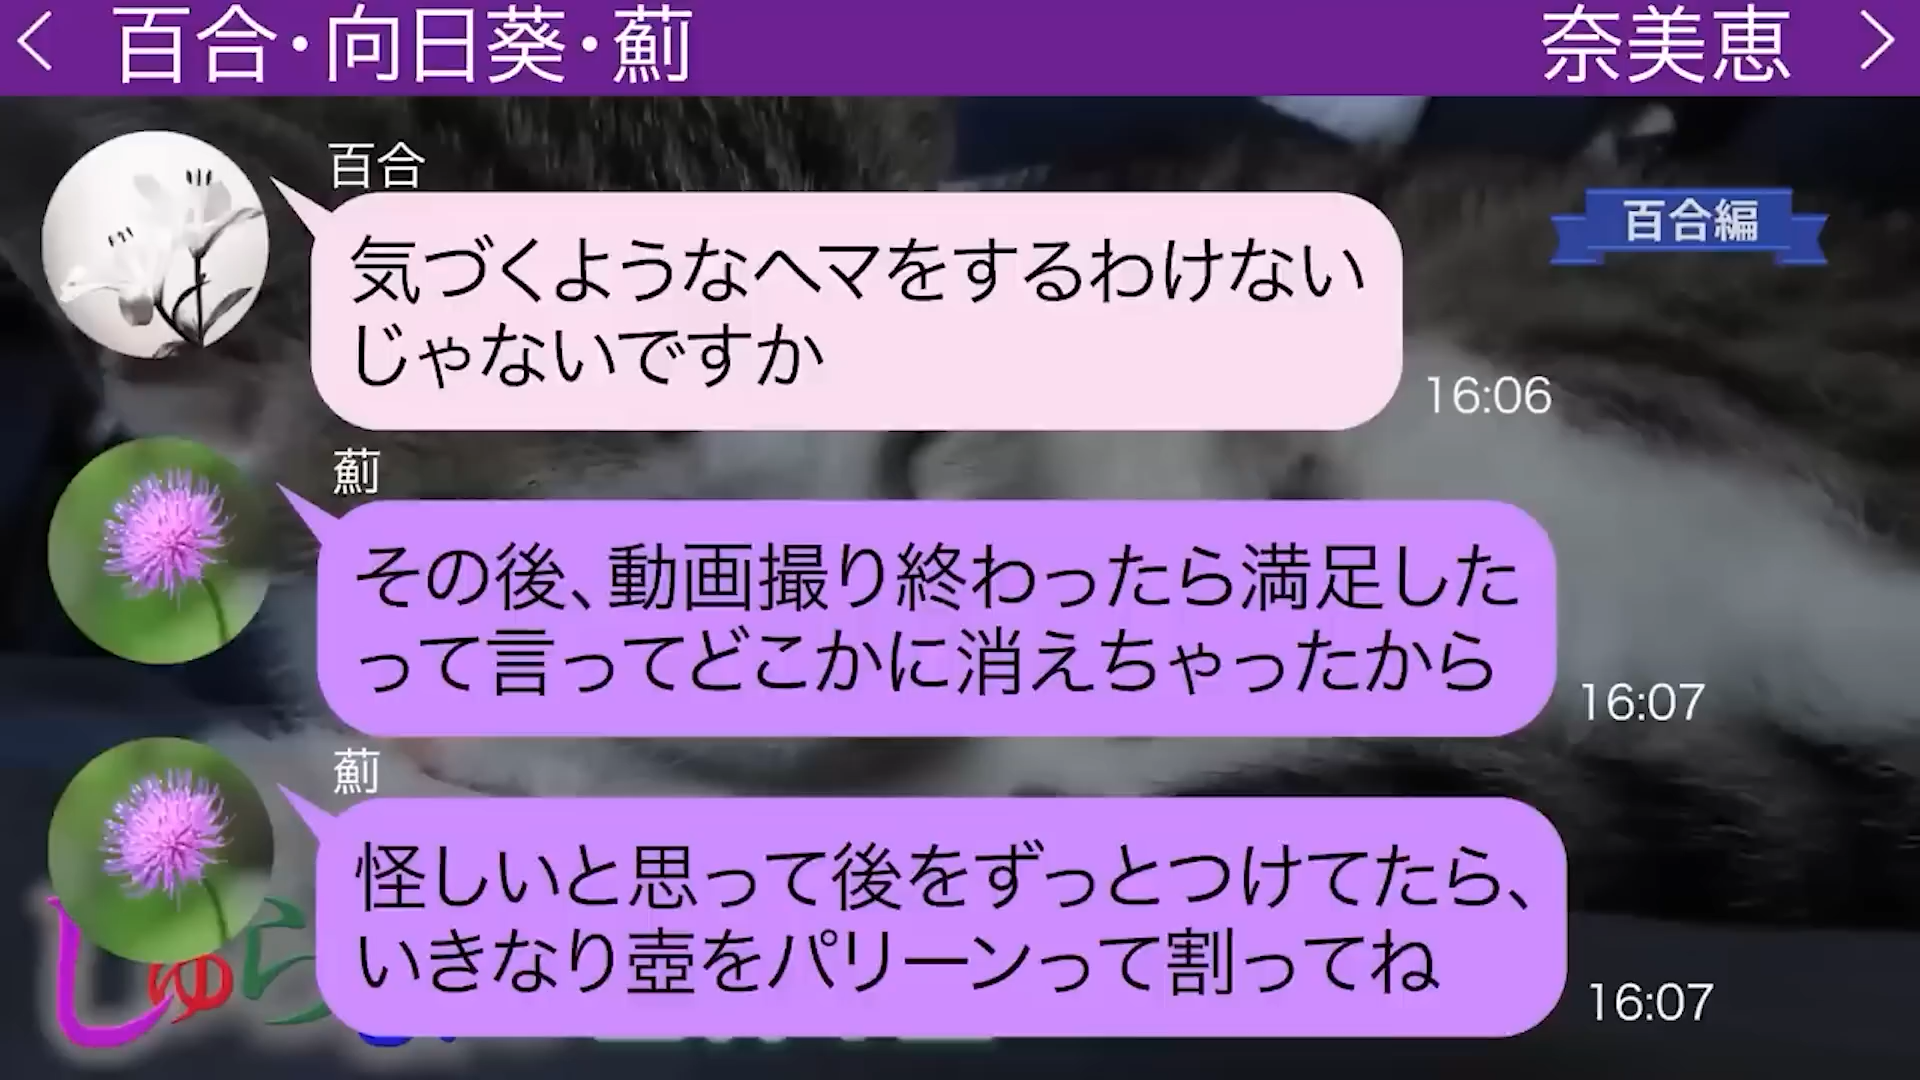 百合・向日葵・薊
奈美恵
百合編
百合
気づくようなヘマをするわけない
じゃないですか
16:06
薊
その後、動画撮り終わったら満足した
って言ってどこかに消えちゃったから
16:07
薊
怪しいと思って後をずっとつけてたら、
いきなり壺をパリーンって割ってね
16:07
しゅら